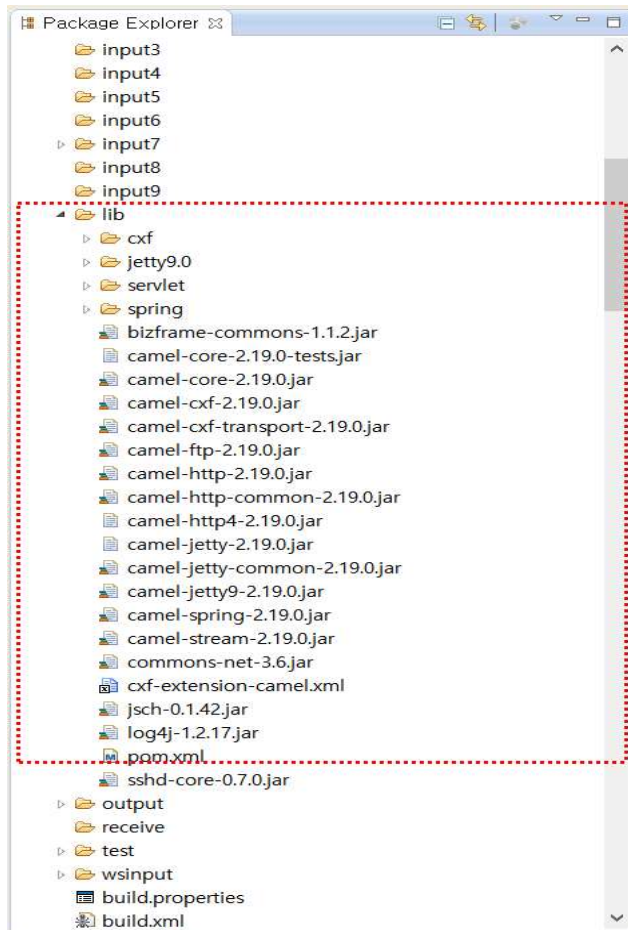 Package Explorer
input3
input4
input5
input6
input7
input8
input9
lib
cxf
jetty9.0
servlet
spring
bizframe-commons-1.1.2.jar
camel-core-2.19.0-tests.jar
camel-core-2.19.0.jar
camel-cxf-2.19.0.jar
camel-cxf-transport-2.19.0.jar
camel-ftp-2.19.0.jar
camel-http-2.19.0.jar
camel-http-common-2.19.0.jar
camel-http4-2.19.0.jar
camel-jetty-2.19.0.jar
camel-jetty-common-2.19.0.jar
camel-jetty9-2.19.0.jar
camel-spring-2.19.0.jar
camel-stream-2.19.0.jar
commons-net-3.6.jar
cxf-extension-camel.xml
jsch-0.1.42.jar
log4j-1.2.17.jar
pom.xml
sshd-core-0.7.0.jar
output
receive
test
wsinput
build.properties
build.xml